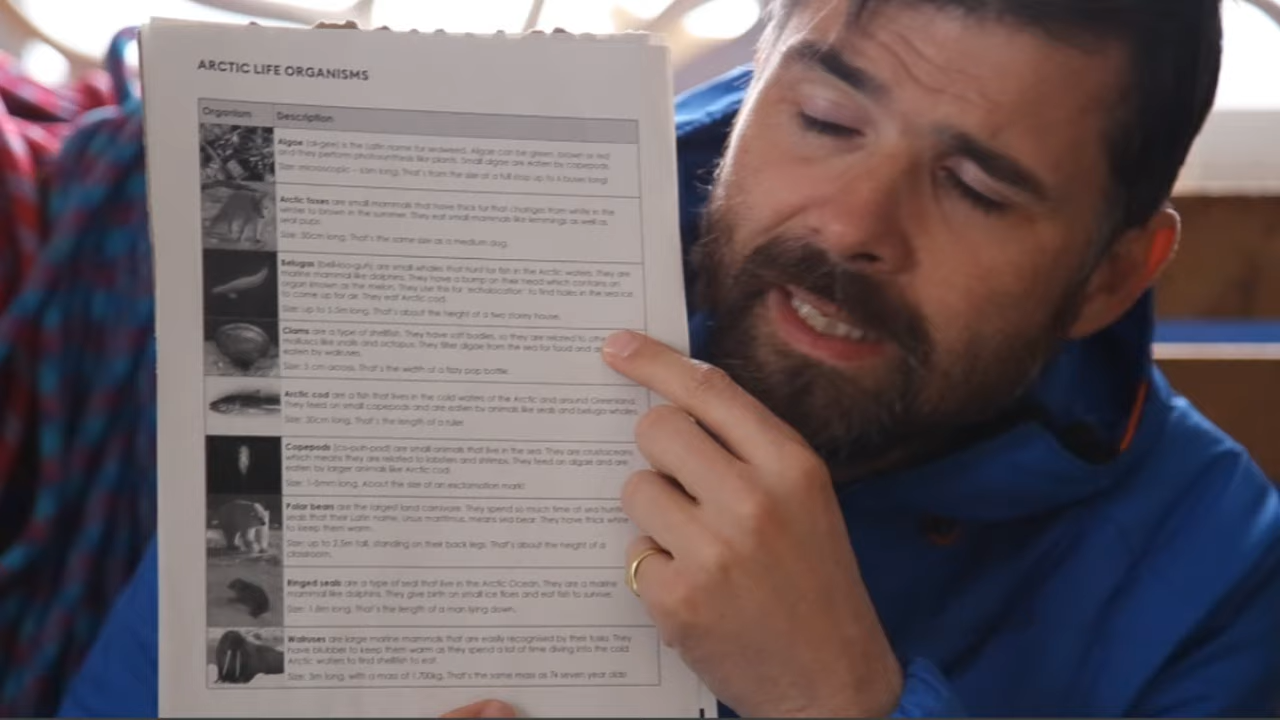 ARCTIC LIFE ORGANISMS
Organism Description
Algae (al-gee) is the Latin name for seaweed. Algae can be green, brown or red
and they perform photosynthesis like plants. Small algae are eaten by copepods.
Size: microscopic - 65m long. That's from the size of a full stop up to 6 buses long!
Arctic foxes are small mammals that have thick fur that changes from white in the
winter to brown in the summer. They eat small mammals like lemmings as well as
seal pups.
Size: 50cm long. That's the same size as a medium dog.
Belugas are small whales that hunt for fish in the Arctic waters. They are
marine mammal like dolphins. They have a bump on their head which contains an
organ known as the melon. They use this for 'echolocation' to find holes in the sea ice
to come up for air. They eat Arctic cod.
Size: up to 5.5m long. That's about the height of a two storey house.
Clams are a type of shellfish. They have soft bodies, so they are related to
molluscs like snails and octopus. They filter algae from the sea for food and
eaten by walruses.
Size: 5 cm across. That's the width of a fizzy pop bottle.
Arctic cod are a fish that lives in the cold waters of the Arctic and around Greenland.
They feed on small copepods and are eaten by animals like seals and beluga whales.
Size: 30cm long. That's the length of a ruler!
Copepods (co-puh-pod) are small animals that live in the sea. They are crustaceans
which means they are related to lobsters and shrimps. They feed on algae and are
eaten by larger animals like Arctic cod.
Size: 1-5mm long. About the size of an exclamation mark!
Polar bears are the largest land carnivore. They spend so much time at sea
seals that their Latin name, Ursus maritimus, means sea bear. They have thick white
to keep them warm.
Size: up to 2.5m tall, standing on their back legs. That's about the height of a
classroom.
Ringed seals are a type of seal that live in the Arctic Ocean. They are a marine
mammal like dolphins. They give birth on small ice floes and eat fish to survive.
Size: 1.6m long. That's the length of a man lying down.
Walruses are large marine mammals that are easily recognised by their tusks. They
have blubber to keep them warm as they spend a lot of time diving into the cold
Arctic waters to find shellfish to eat.
Size: 3m long, with a mass of 1,700kg. That's the same mass as 74 seven year olds!